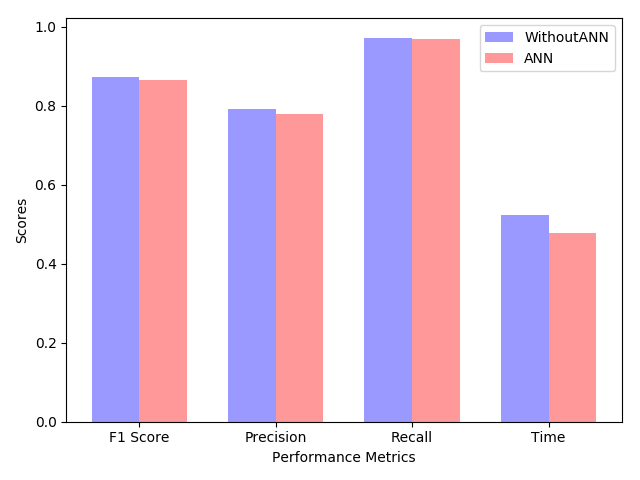 WithoutANN
ANN
Scores
1.0
0.8
0.6
0.4
0.2
0.0
F1 Score
Precision
Recall
Time
Performance Metrics